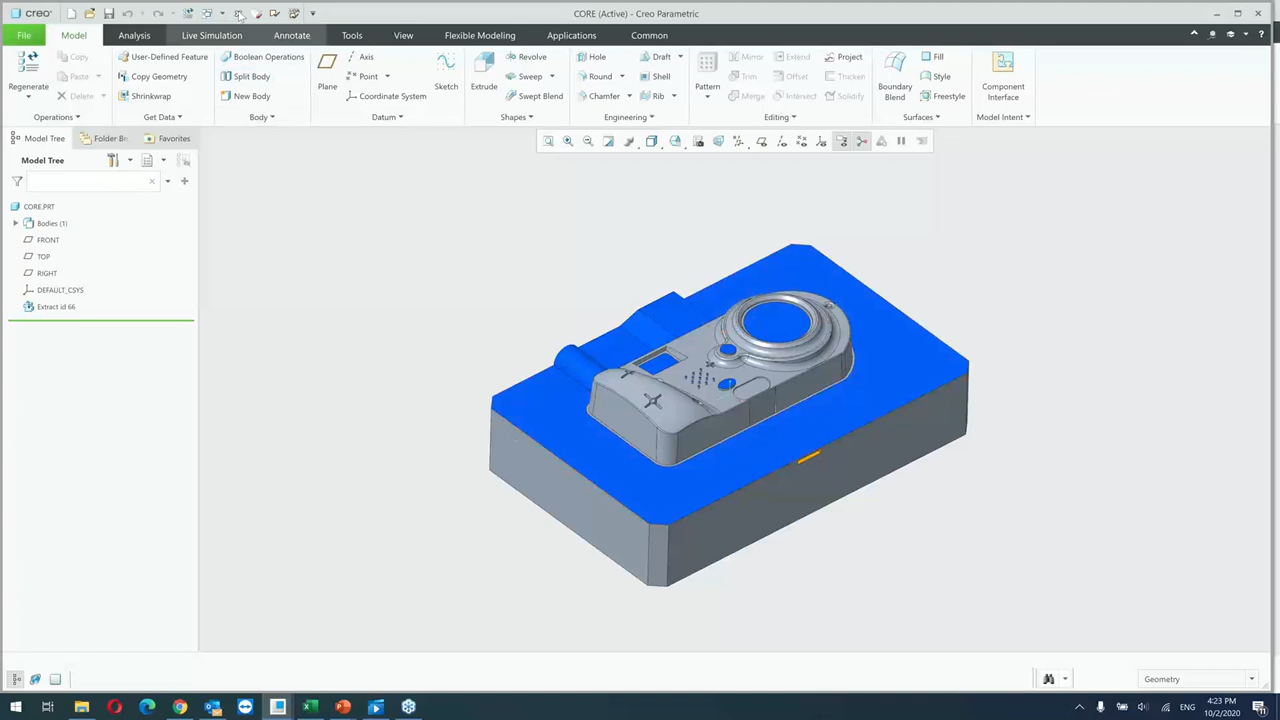 creo CORE (Active) - Creo Parametric
File Model Analysis Live Simulation Annotate Tools View Flexible Modeling Applications Common
Regenerate
Copy
Paste
Delete
Operations
User-Defined Feature
Copy Geometry
Shrinkwrap
Get Data
Boolean Operations
Split Body
New Body
Body
Plane
Axis
Point
Coordinate System
Sketch
Datum
Extrude
Revolve
Sweep
Swept Blend
Shapes
Hole
Round
Chamfer
Draft
Shell
Rib
Engineering
Pattern
Mirror
Trim
Merge
Extend
Offset
Intersect
Project
Thicken
Solidify
Editing
Boundary
Blend
Fill
Style
Freestyle
Surfaces
Component
Interface
Model Intent
Model Tree Folder Br Favorites
Model Tree
CORE.PRT
Bodies (1)
FRONT
TOP
RIGHT
DEFAULT_CSYS
Extract id 66
Geometry
ENG
4:23 PM
10/2/2020